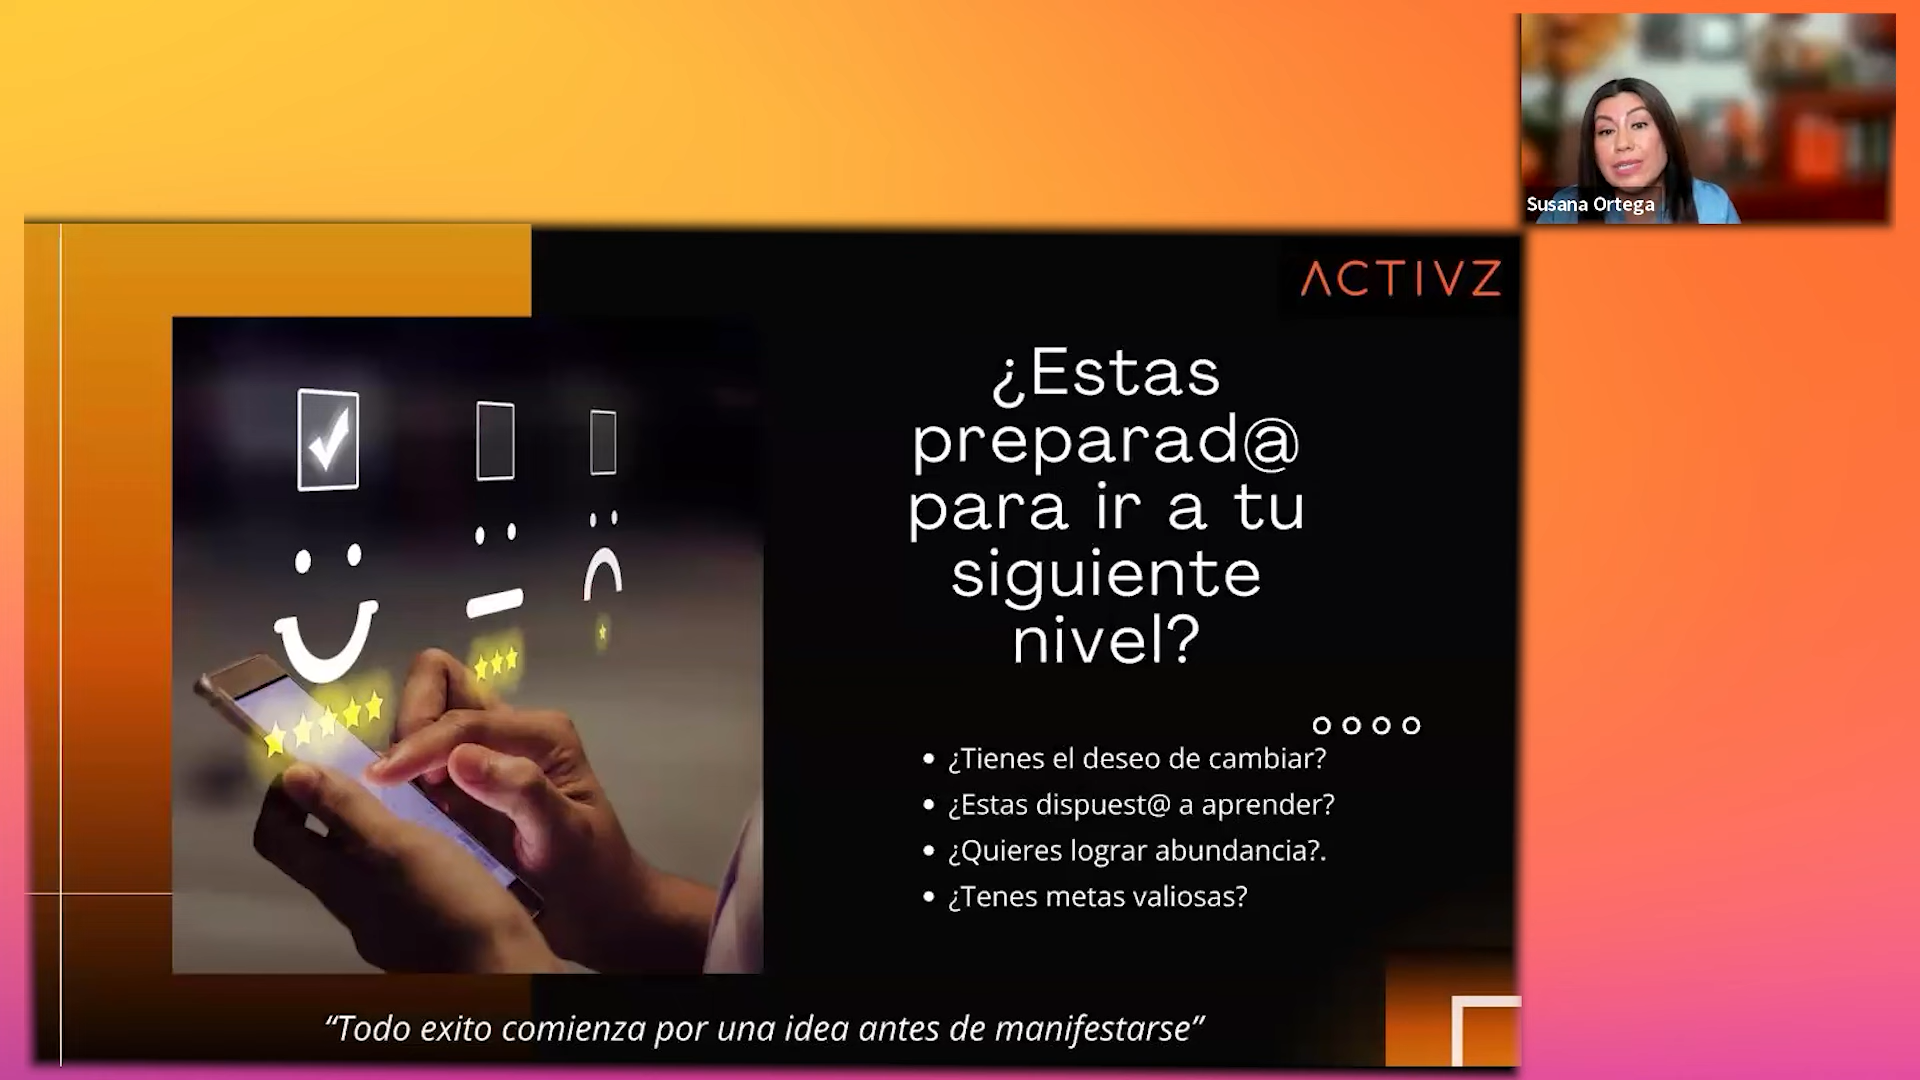 Susana Ortega
ACTIVZ
¿Estas
preparad@
para ir a tu
siguiente
nivel?
¿Tienes el deseo de cambiar?
¿Estas dispuest@ a aprender?
¿Quieres lograr abundancia?.
¿Tenes metas valiosas?
“Todo exito comienza por una idea antes de manifestarse”